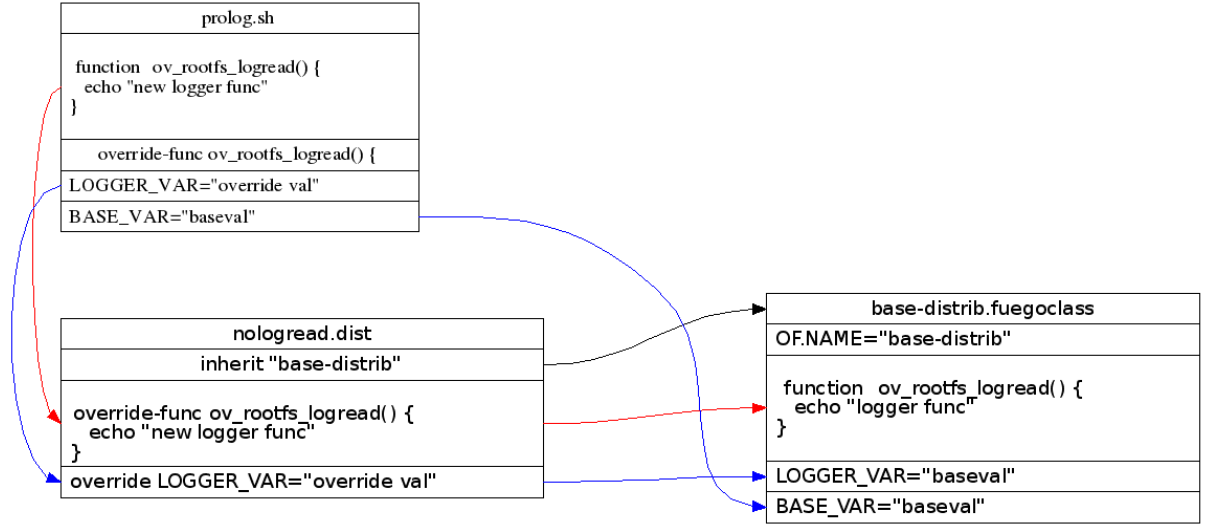 prolog.sh
function ov_rootfs_logread() {
echo "new logger func"
}
override-func ov_rootfs_logread() {
LOGGER_VAR="override val"
BASE_VAR="baseval"
nologread.dist
inherit "base-distrib"
override-func ov_rootfs_logread() {
echo "new logger func"
}
override LOGGER_VAR="override val"
base-distrib.fuegoclass
OF.NAME="base-distrib"
function ov_rootfs_logread() {
echo "logger func"
}
LOGGER_VAR="baseval"
BASE_VAR="baseval"